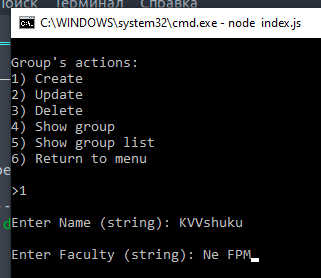 Поиск Терминал Справка
C:\WINDOWS\system32\cmd.exe - node index.js
Group's actions:
1) Create
2) Update
3) Delete
4) Show group
5) Show group list
6) Return to menu
>1
Enter Name (string): KVVshuku
Enter Faculty (string): Ne FPM